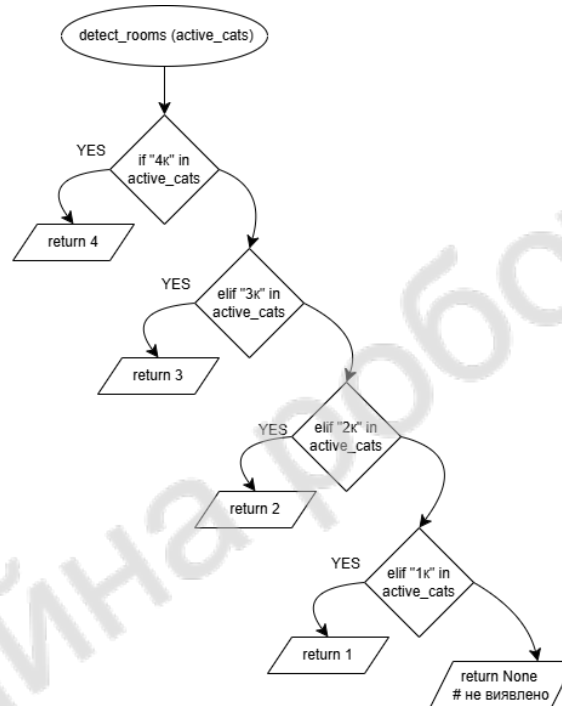 detect_rooms (active_cats)
YES
if "4к" in
active_cats
return 4
YES
elif "3к" in
active_cats
return 3
YES
elif "2к" in
active_cats
return 2
YES
elif "1к" in
active_cats
return 1
return None
# не виявлено